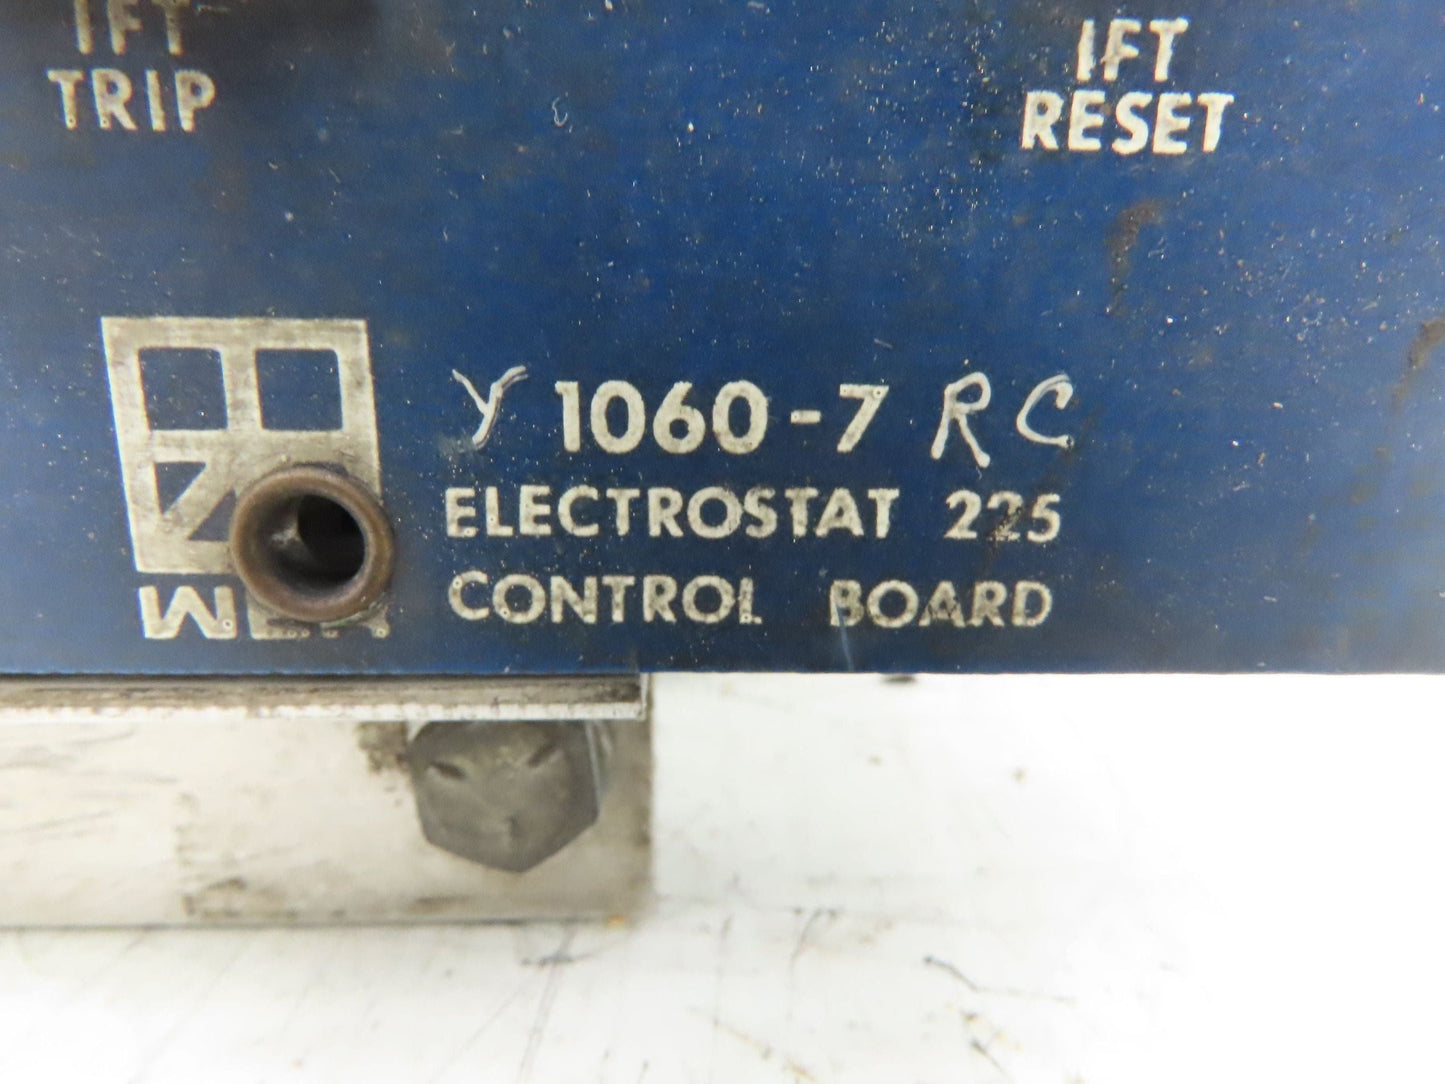 IFT
TRIP
IFT
RESET
Y 1060-7 RC
ELECTROSTAT 225
CONTROL BOARD